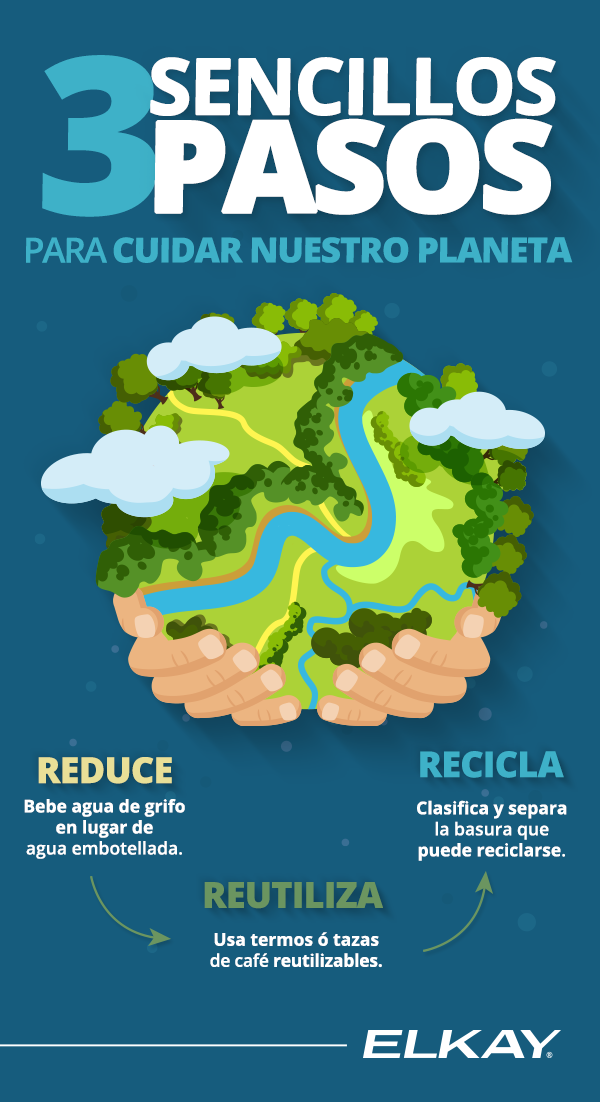 3 SENCILLOS
PASOS
PARA CUIDAR NUESTRO PLANETA
REDUCE
Bebe agua de grifo
en lugar de
agua embotellada.
REUTILIZA
Usa termos ó tazas
de café reutilizables.
RECICLA
Clasifica y separa
la basura que
puede reciclarse.
ELKAY®